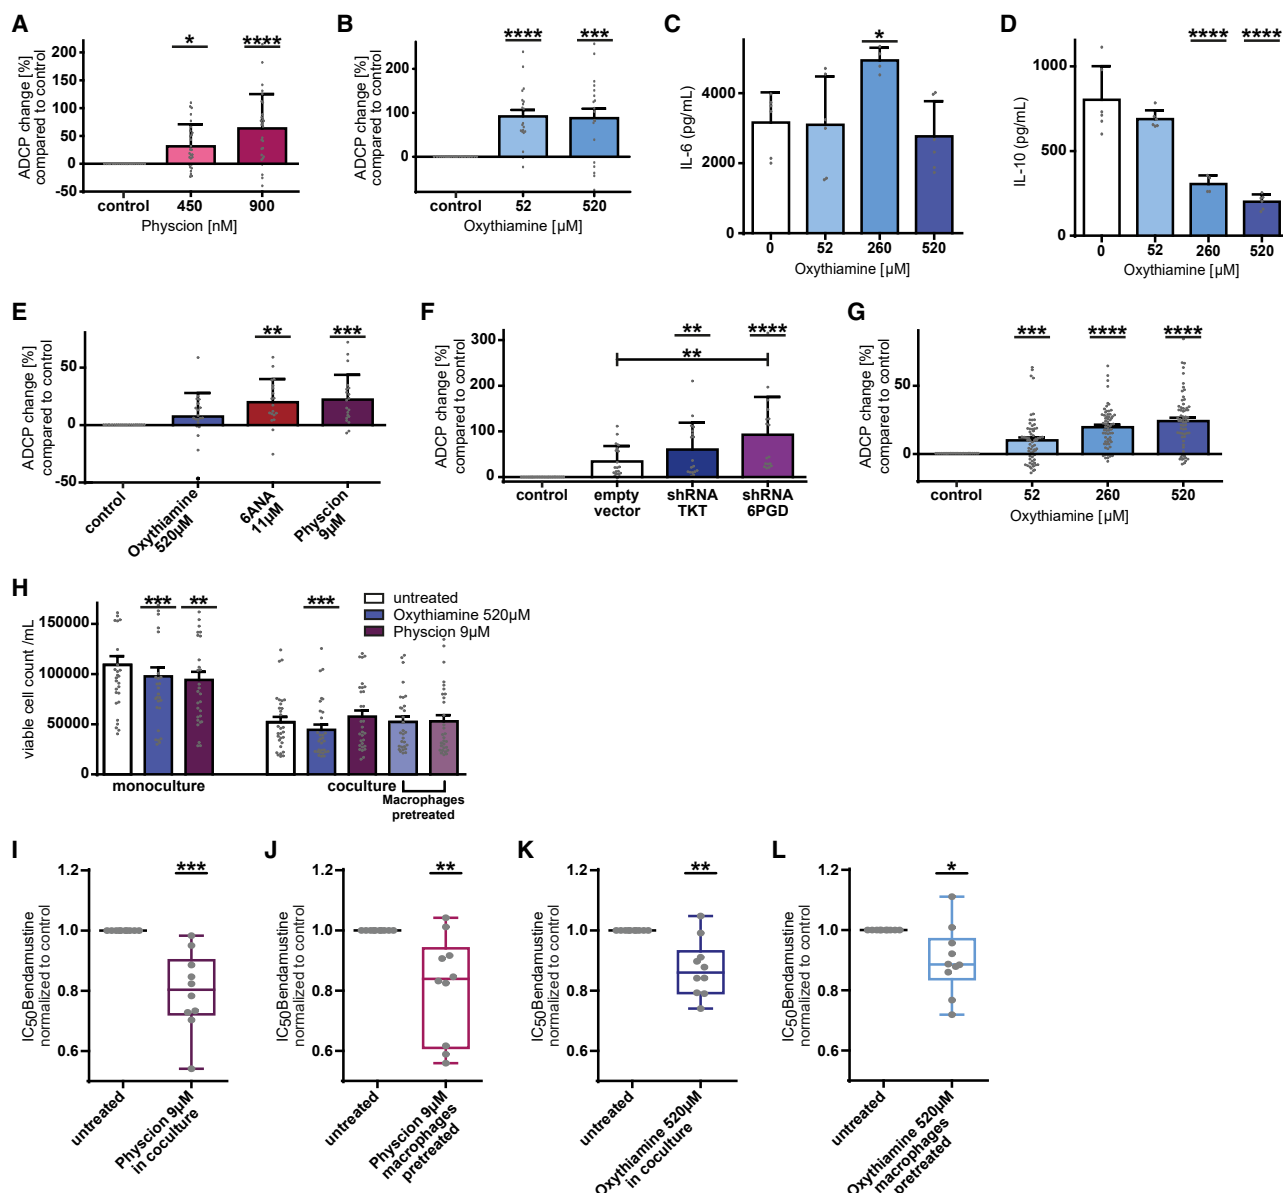 A
ADCP change [%]
compared to control
200
150
100
50
0
-50
*
****
control
450
900
Physcion [nM]
B
ADCP change [%]
compared to control
200
100
0
****
***
control
52
520
Oxythiamine [µM]
C
IL-6 (pg/mL)
4000
2000
0
*
0
52
260
520
Oxythiamine [µM]
D
IL-10 (pg/mL)
1000
500
0
****
****
0
52
260
520
Oxythiamine [µM]
E
ADCP change [%]
compared to control
50
0
-50
**
***
control
Oxythiamine
520µM
6ANA
11µM
Physcion
9µM
F
ADCP change [%]
compared to control
300
200
100
0
**
****
**
control
empty
vector
shRNA
TKT
shRNA
6PGD
G
ADCP change [%]
compared to control
50
0
***
****
****
control
52
260
520
Oxythiamine [µM]
H
viable cell count /mL
150000
100000
50000
0
***
**
***
untreated
Oxythiamine 520µM
Physcion 9µM
monoculture
coculture
Macrophages
pretreated
I
IC50Bendamustine
normalized to control
1.2
1.0
0.8
0.6
***
untreated
Physcion 9µM
in coculture
J
IC50Bendamustine
normalized to control
1.2
1.0
0.8
0.6
**
untreated
Physcion 9µM
macrophages
pretreated
K
IC50Bendamustine
normalized to control
1.2
1.0
0.8
0.6
**
untreated
Oxythiamine 520µM
in coculture
L
IC50Bendamustine
normalized to control
1.2
1.0
0.8
0.6
*
untreated
Oxythiamine 520µM
macrophages
pretreated